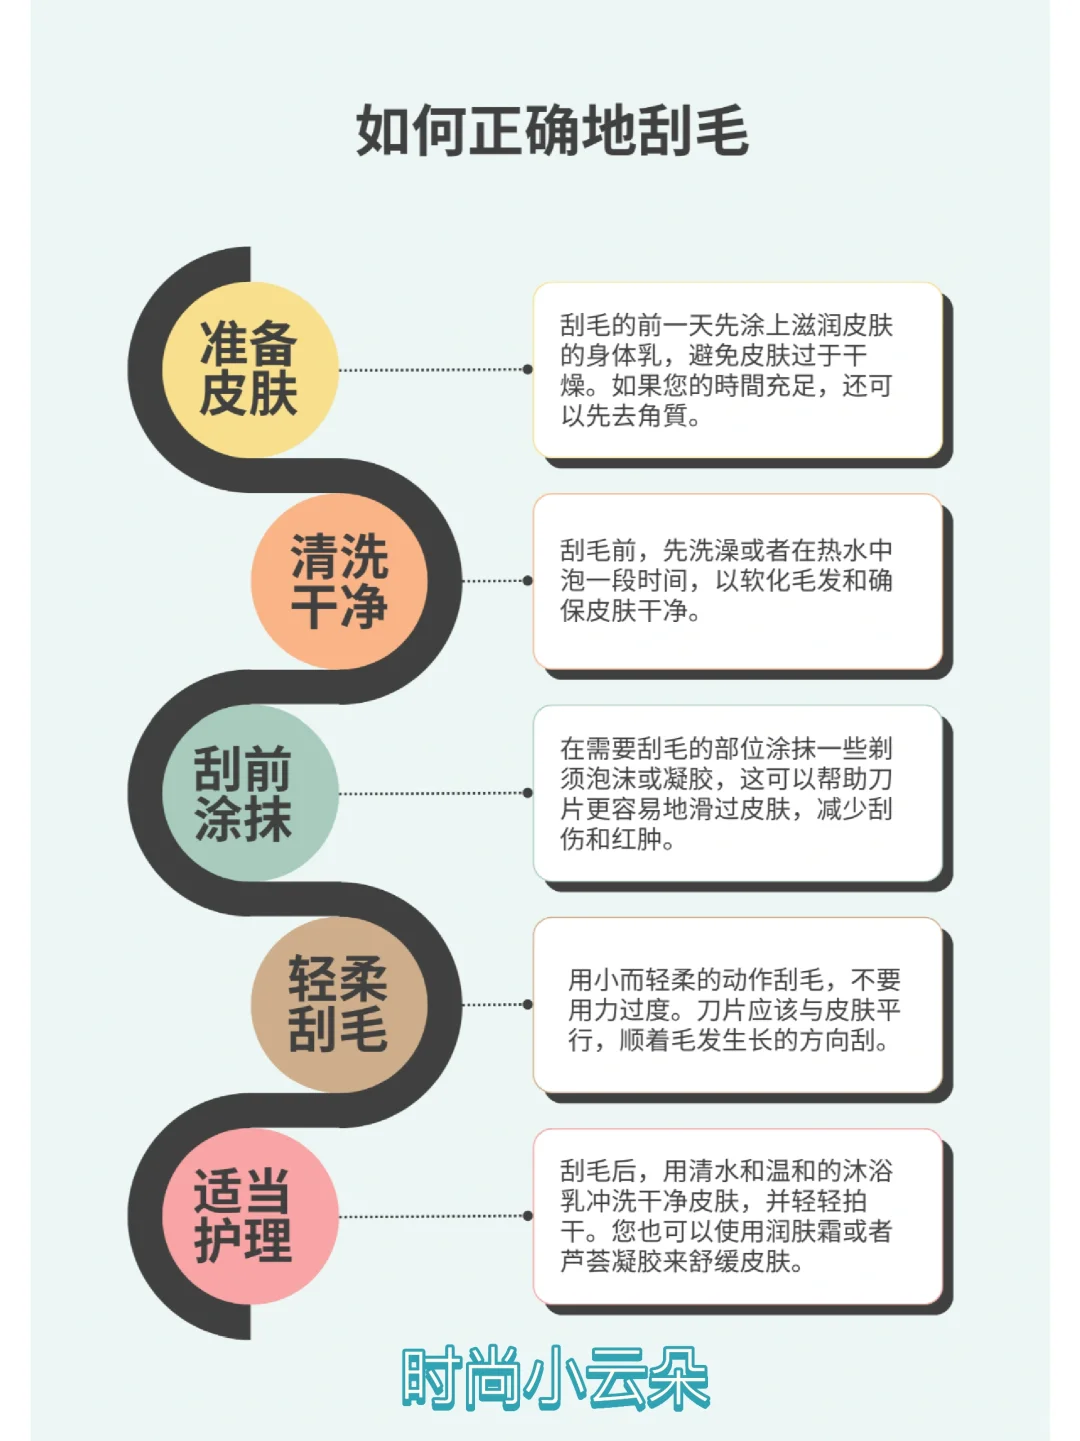 如何正确地刮毛
准备
皮肤
刮毛的前一天先涂上滋润皮肤
的身体乳，避免皮肤过于干
燥。如果您的時間充足，还可
以先去角質。
清洗
干净
刮毛前，先洗澡或者在热水中
泡一段时间，以软化毛发和确
保皮肤干净。
刮前
涂抹
在需要刮毛的部位涂抹一些剃
须泡沫或凝胶，这可以帮助刀
片更容易地滑过皮肤，减少刮
伤和红肿。
轻柔
刮毛
用小而轻柔的动作刮毛，不要
用力过度。刀片应该与皮肤平
行，顺着毛发生长的方向刮。
适当
护理
刮毛后，用清水和温和的沐浴
乳冲洗干净皮肤，并轻轻拍
干。您也可以使用润肤霜或者
芦荟凝胶来舒缓皮肤。
时尚小云朵